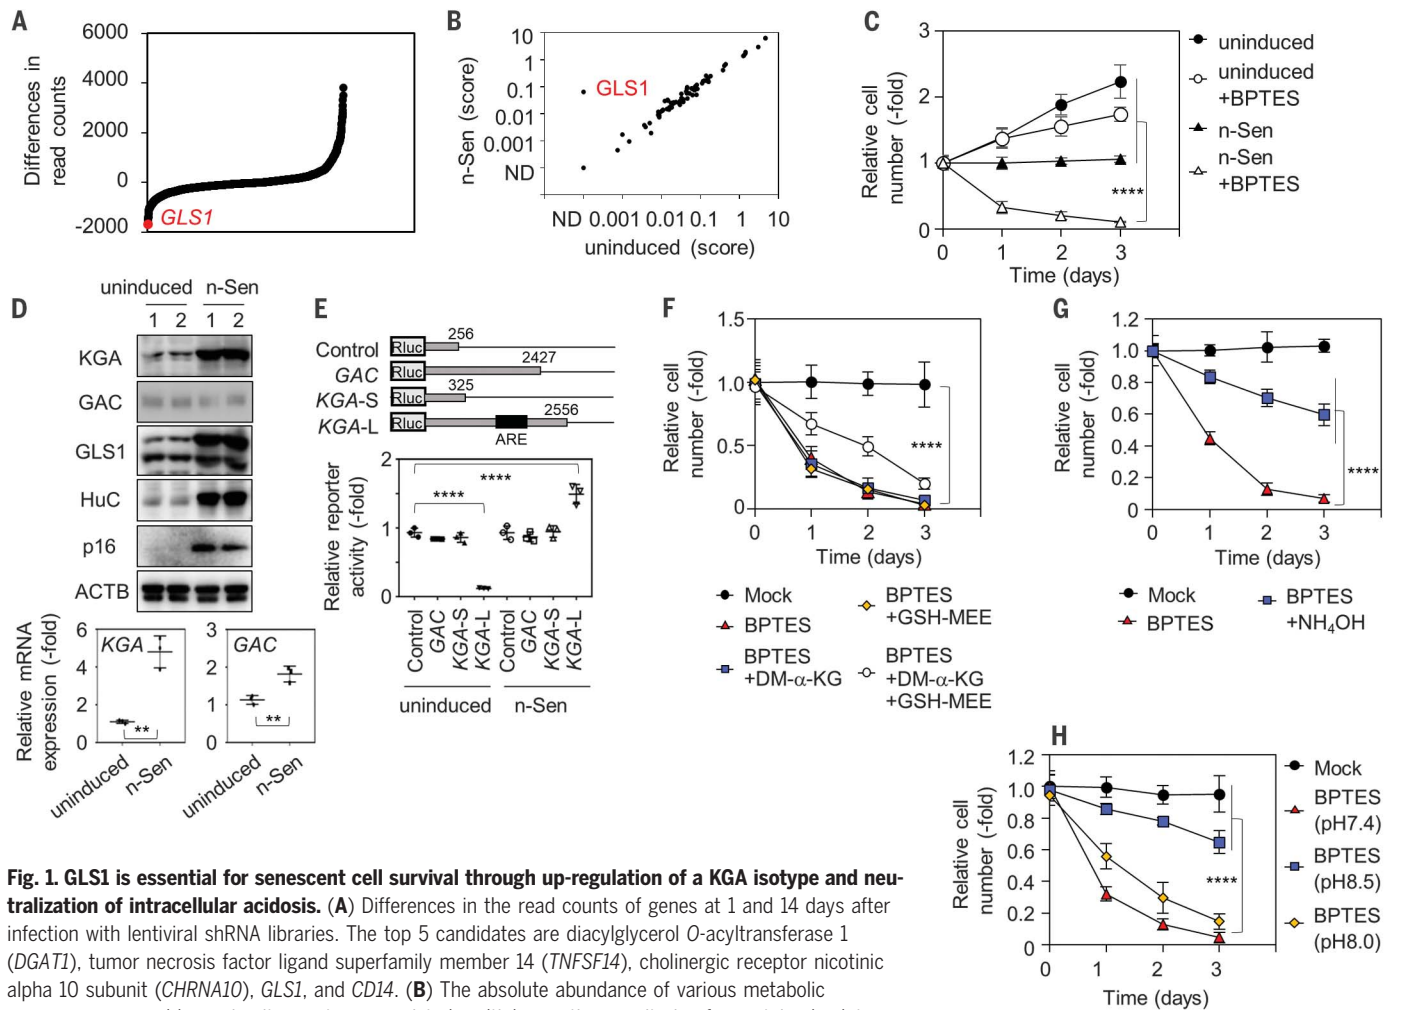 A
Differences in
read counts
6000
4000
2000
0
-2000
GLS1
B
n-Sen (score)
10
1
0.1
0.01
0.001
ND
GLS1
ND 0.001 0.01 0.1 1 10
uninduced (score)
C
Relative cell
number (-fold)
3
2
1
0
****
0 1 2 3
Time (days)
uninduced
uninduced
+BPTES
n-Sen
n-Sen
+BPTES
D
uninduced n-Sen
1 2 1 2
KGA
GAC
GLS1
HuC
p16
ACTB
Relative mRNA
expression (-fold)
6
4
2
0
KGA
**
3
2
1
0
GAC
**
uninduced
n-Sen
uninduced
n-Sen
E
Control Rluc 256
GAC Rluc 2427
KGA-S Rluc 325
KGA-L Rluc 2556
ARE
Relative reporter
activity (-fold)
2
1
0
****
****
Control
GAC
KGA-S
KGA-L
Control
GAC
KGA-S
KGA-L
uninduced n-Sen
F
Relative cell
number (-fold)
1.5
1.0
0.5
0
****
0 1 2 3
Time (days)
Mock
BPTES
BPTES
+DM-α-KG
BPTES
+GSH-MEE
BPTES
+DM-α-KG
+GSH-MEE
G
Relative cell
number (-fold)
1.2
1.0
0.8
0.6
0.4
0.2
0
****
0 1 2 3
Time (days)
Mock
BPTES
BPTES
+NH₄OH
H
Relative cell
number (-fold)
1.2
1.0
0.8
0.6
0.4
0.2
0
****
0 1 2 3
Time (days)
Mock
BPTES
(pH7.4)
BPTES
(pH8.5)
BPTES
(pH8.0)
Fig. 1. GLS1 is essential for senescent cell survival through up-regulation of a KGA isotype and neu-
tralization of intracellular acidosis. (A) Differences in the read counts of genes at 1 and 14 days after
infection with lentiviral shRNA libraries. The top 5 candidates are diacylglycerol O-acyltransferase 1
(DGAT1), tumor necrosis factor ligand superfamily member 14 (TNFSF14), cholinergic receptor nicotinic
alpha 10 subunit (CHRNA10), GLS1, and CD14. (B) The absolute abundance of various metabolic